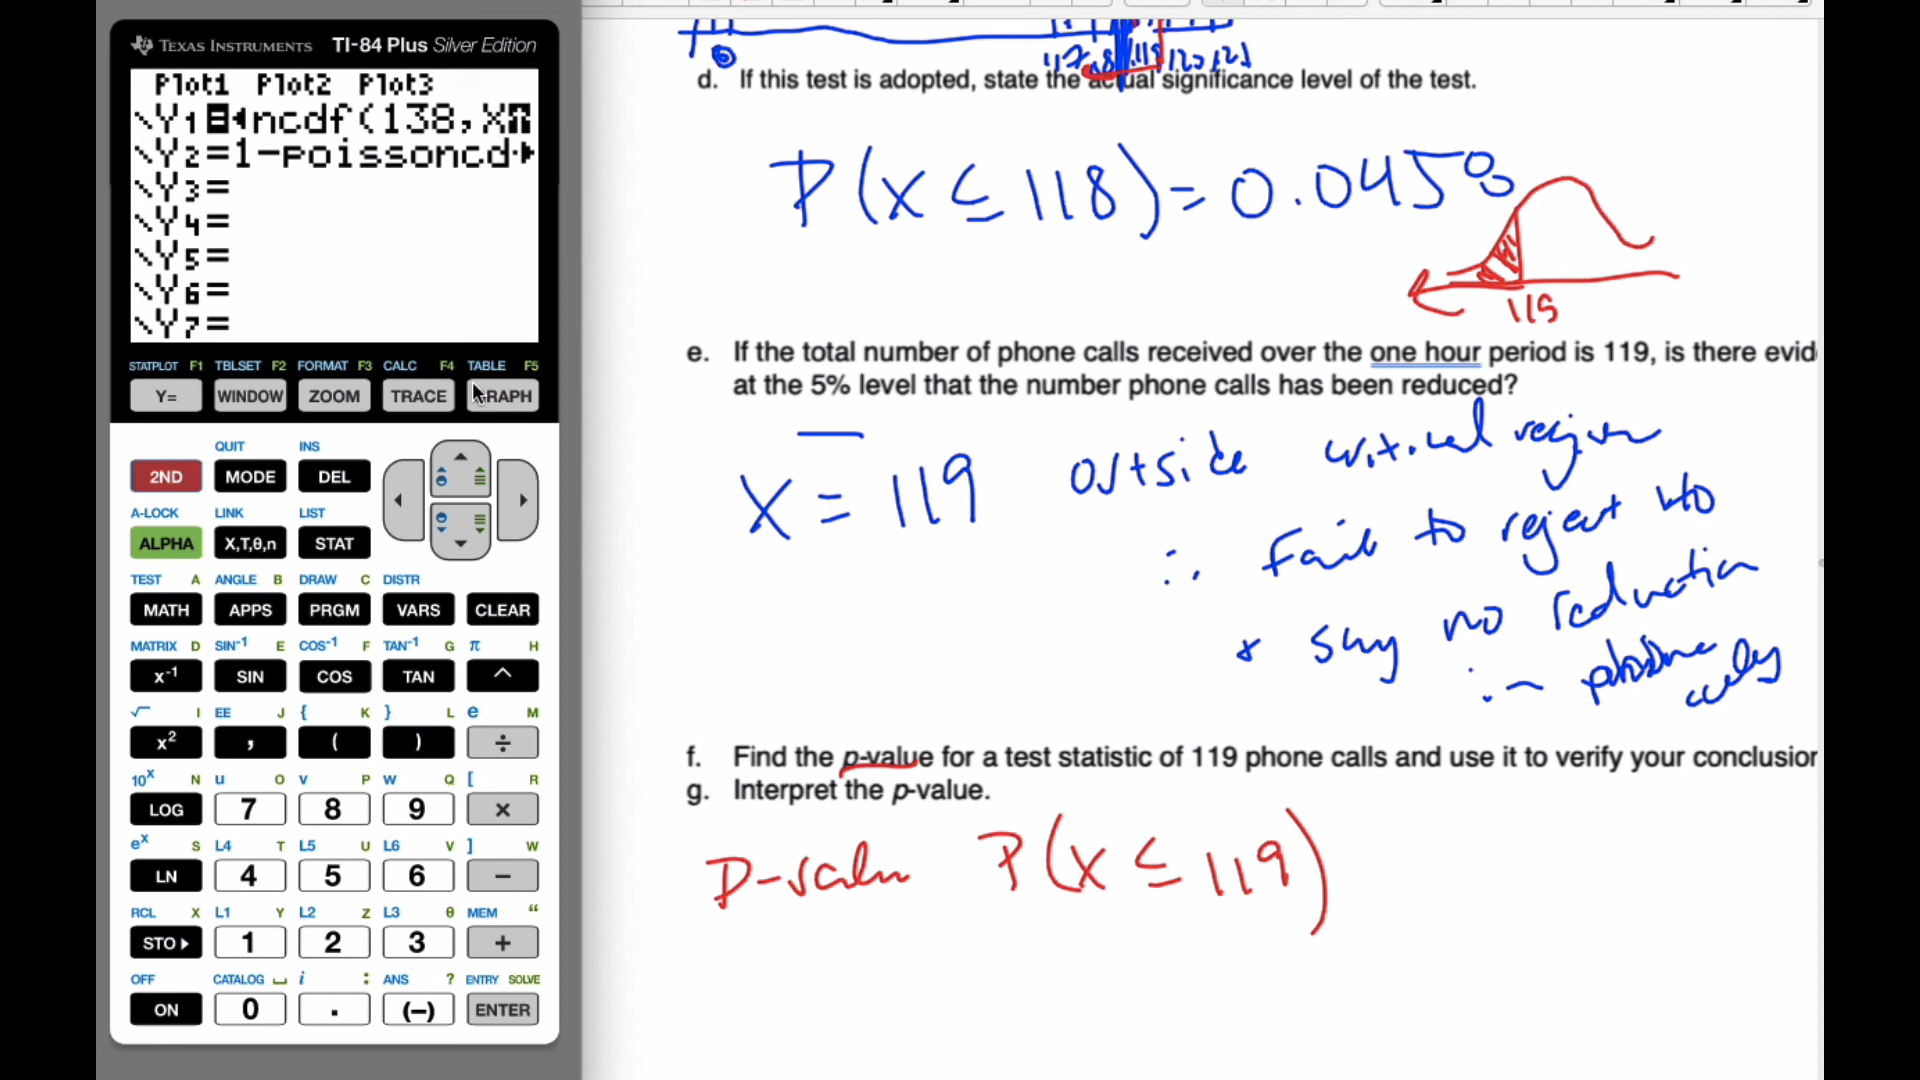 TEXAS INSTRUMENTS TI-84 Plus Silver Edition
Plot1 Plot2 Plot3
\Y1=ncdf(138,X
\Y2=1-poissoncd
\Y3=
\Y4=
\Y5=
\Y6=
\Y7=
STATPLOT F1 TBLSET F2 FORMAT F3 CALC F4 TABLE F5
Y= WINDOW ZOOM TRACE GRAPH
QUIT INS
2ND MODE DEL
A-LOCK LINK LIST
ALPHA X,T,θ,n STAT
TEST A ANGLE B DRAW C DISTR
MATH APPS PRGM VARS CLEAR
MATRIX D SIN-1 E COS-1 F TAN-1 G π H
x-1 SIN COS TAN ^
√ I EE J { K } L e M
x2 , ( ) ÷
10x N u O v P w Q [ R
LOG 7 8 9 ×
ex S L4 T L5 U L6 V ] W
LN 4 5 6 −
RCL X L1 Y L2 Z L3 θ MEM “
STO 1 2 3 +
OFF CATALOG i : ANS ? ENTRY SOLVE
ON 0 . (−) ENTER
d. If this test is adopted, state the actual significance level of the test.
P(X ≤ 118) = 0.0458
e. If the total number of phone calls received over the one hour period is 119, is there evid
at the 5% level that the number phone calls has been reduced?
X = 119 outside critical region
∴ Fail to reject Ho
say no reduction
f. Find the p-value for a test statistic of 119 phone calls and use it to verify your conclusion
g. Interpret the p-value.
P-value P(X ≤ 119)